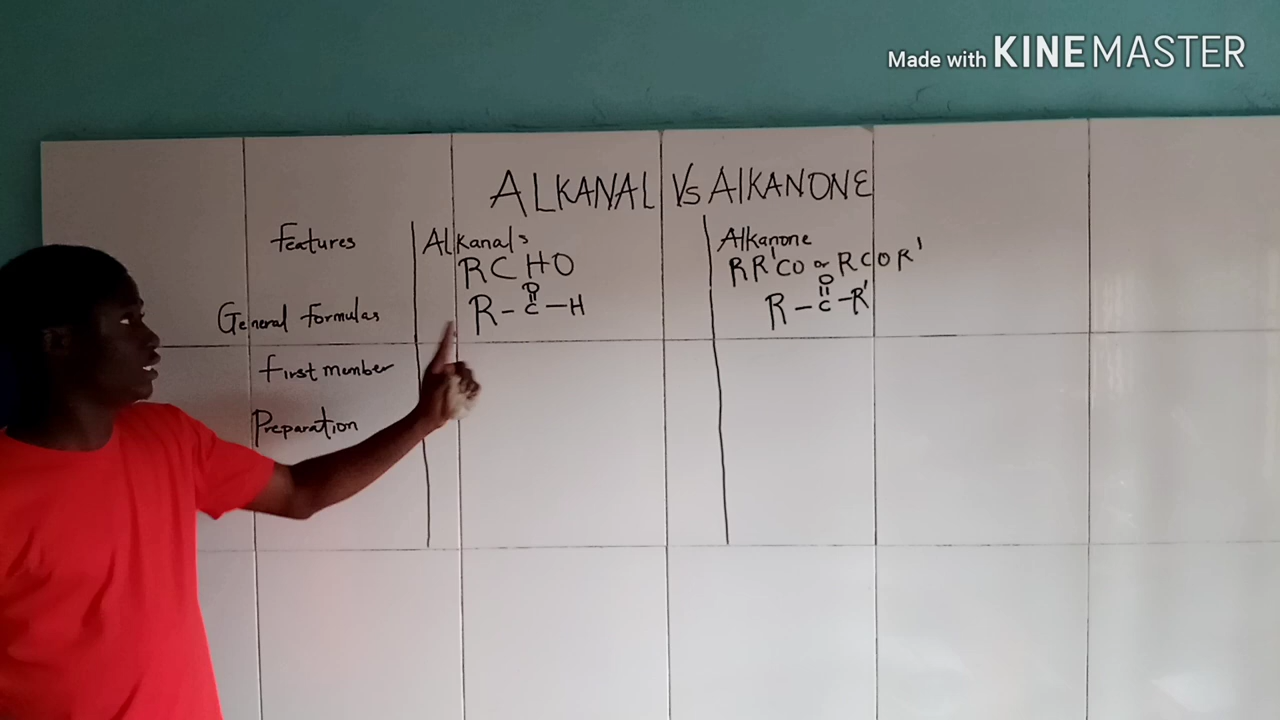 Made with KINEMASTER
ALKANAL Vs AlKANONE
features
Alkanals
Alkanone
RCHO
RR'CO or RCOR'
General formulas
O
R-C-H
O
R-C-R'
first member
Preparation